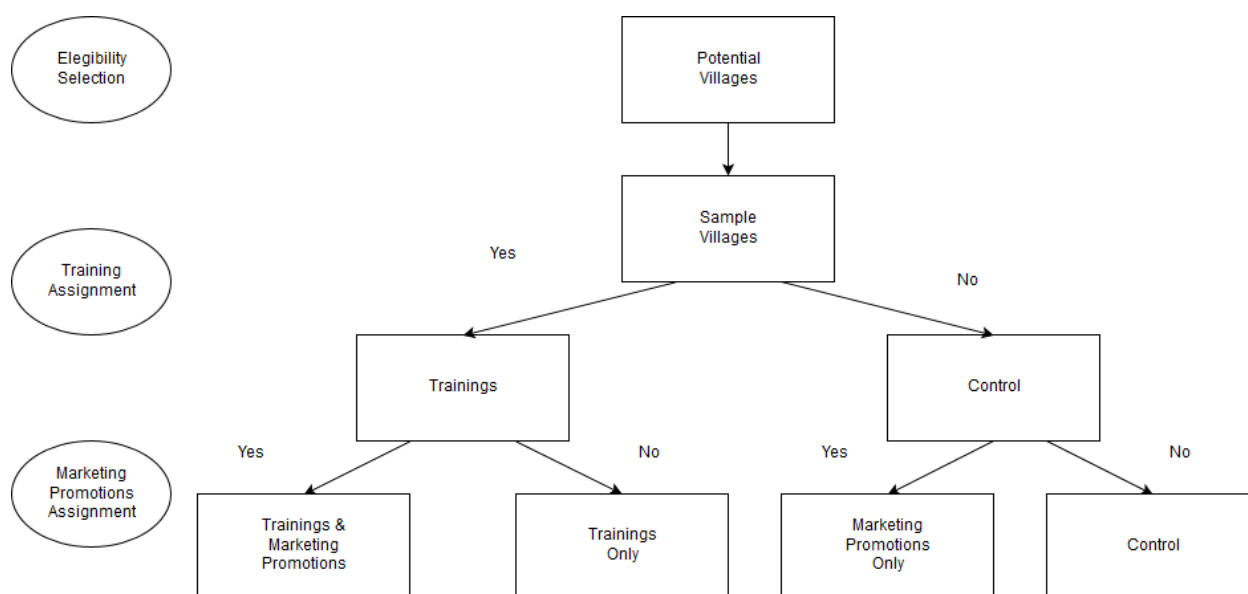 Elegibility
Selection
Potential
Villages
Sample
Villages
Yes
No
Training
Assignment
Trainings
Control
Yes
No
Yes
No
Marketing
Promotions
Assignment
Trainings &
Marketing
Promotions
Trainings
Only
Marketing
Promotions
Only
Control